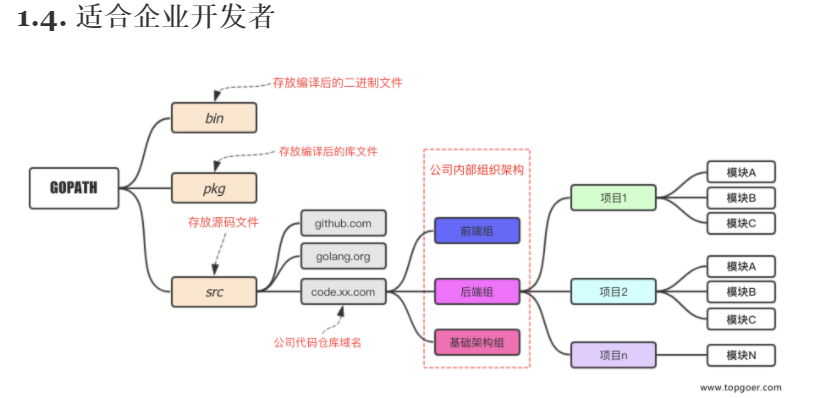 1.4. 适合企业开发者
存放编译后的二进制文件
bin
存放编译后的库文件
GOPATH
pkg
存放源码文件
src
github.com
golang.org
code.xx.com
公司代码仓库域名
公司内部组织架构
前端组
后端组
基础架构组
项目1
模块A
模块B
模块C
项目2
模块A
模块B
模块C
项目n
模块N
www.topgoer.com